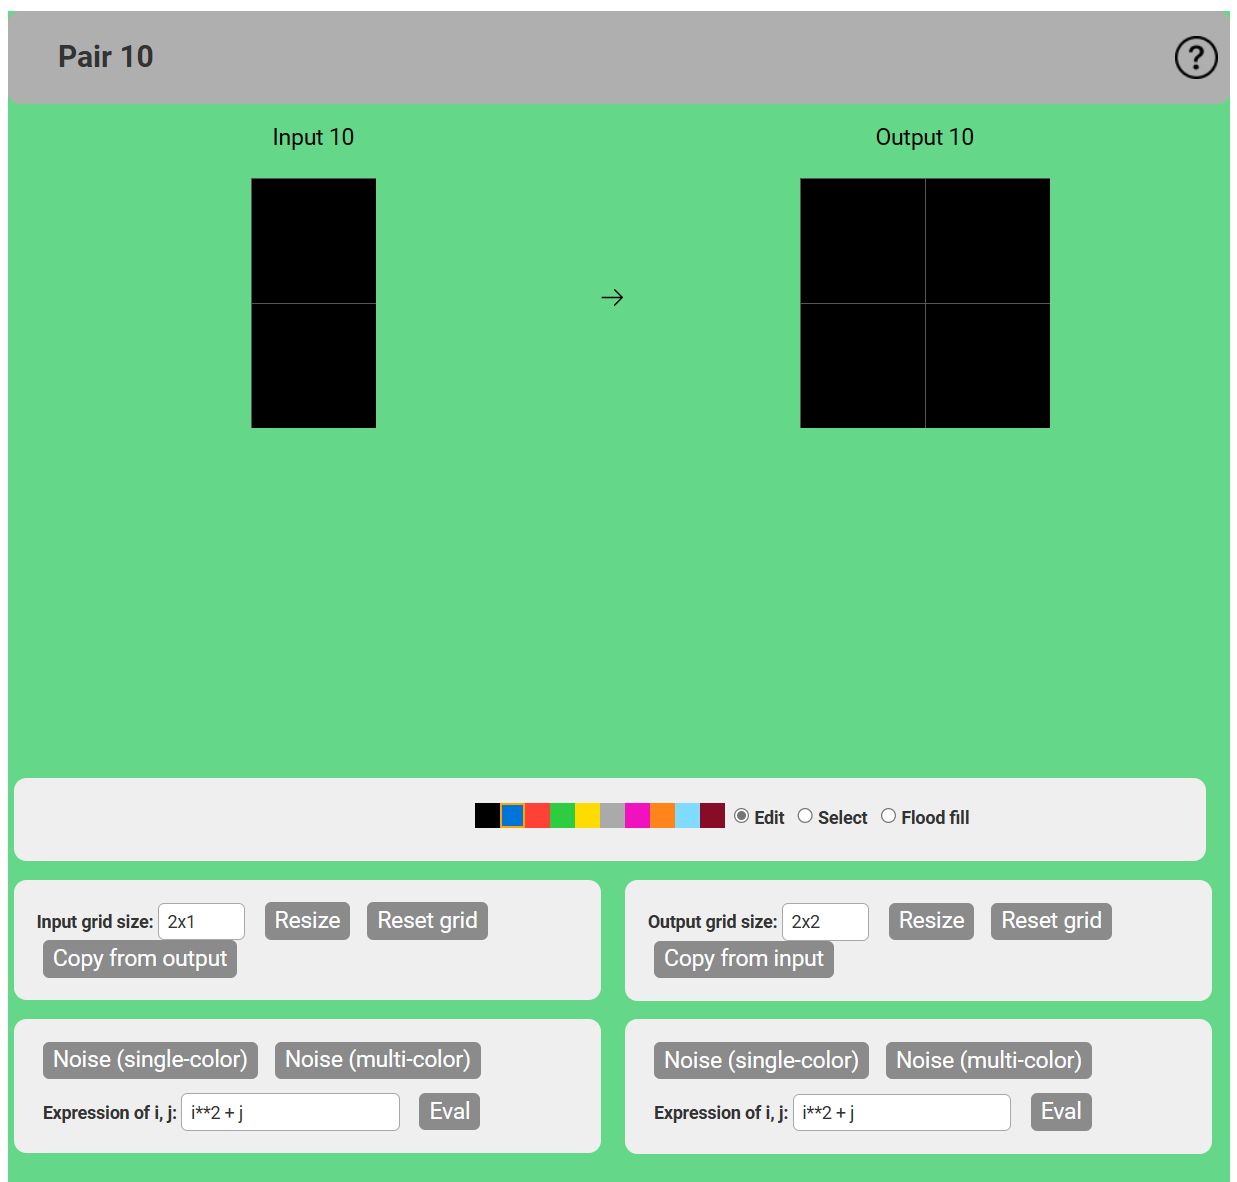 Pair 10
?
Input 10
Output 10
→
Edit Select Flood fill
Input grid size: 2x1 Resize Reset grid
Copy from output
Output grid size: 2x2 Resize Reset grid
Copy from input
Noise (single-color) Noise (multi-color)
Expression of i, j: i**2 + j Eval
Noise (single-color) Noise (multi-color)
Expression of i, j: i**2 + j Eval